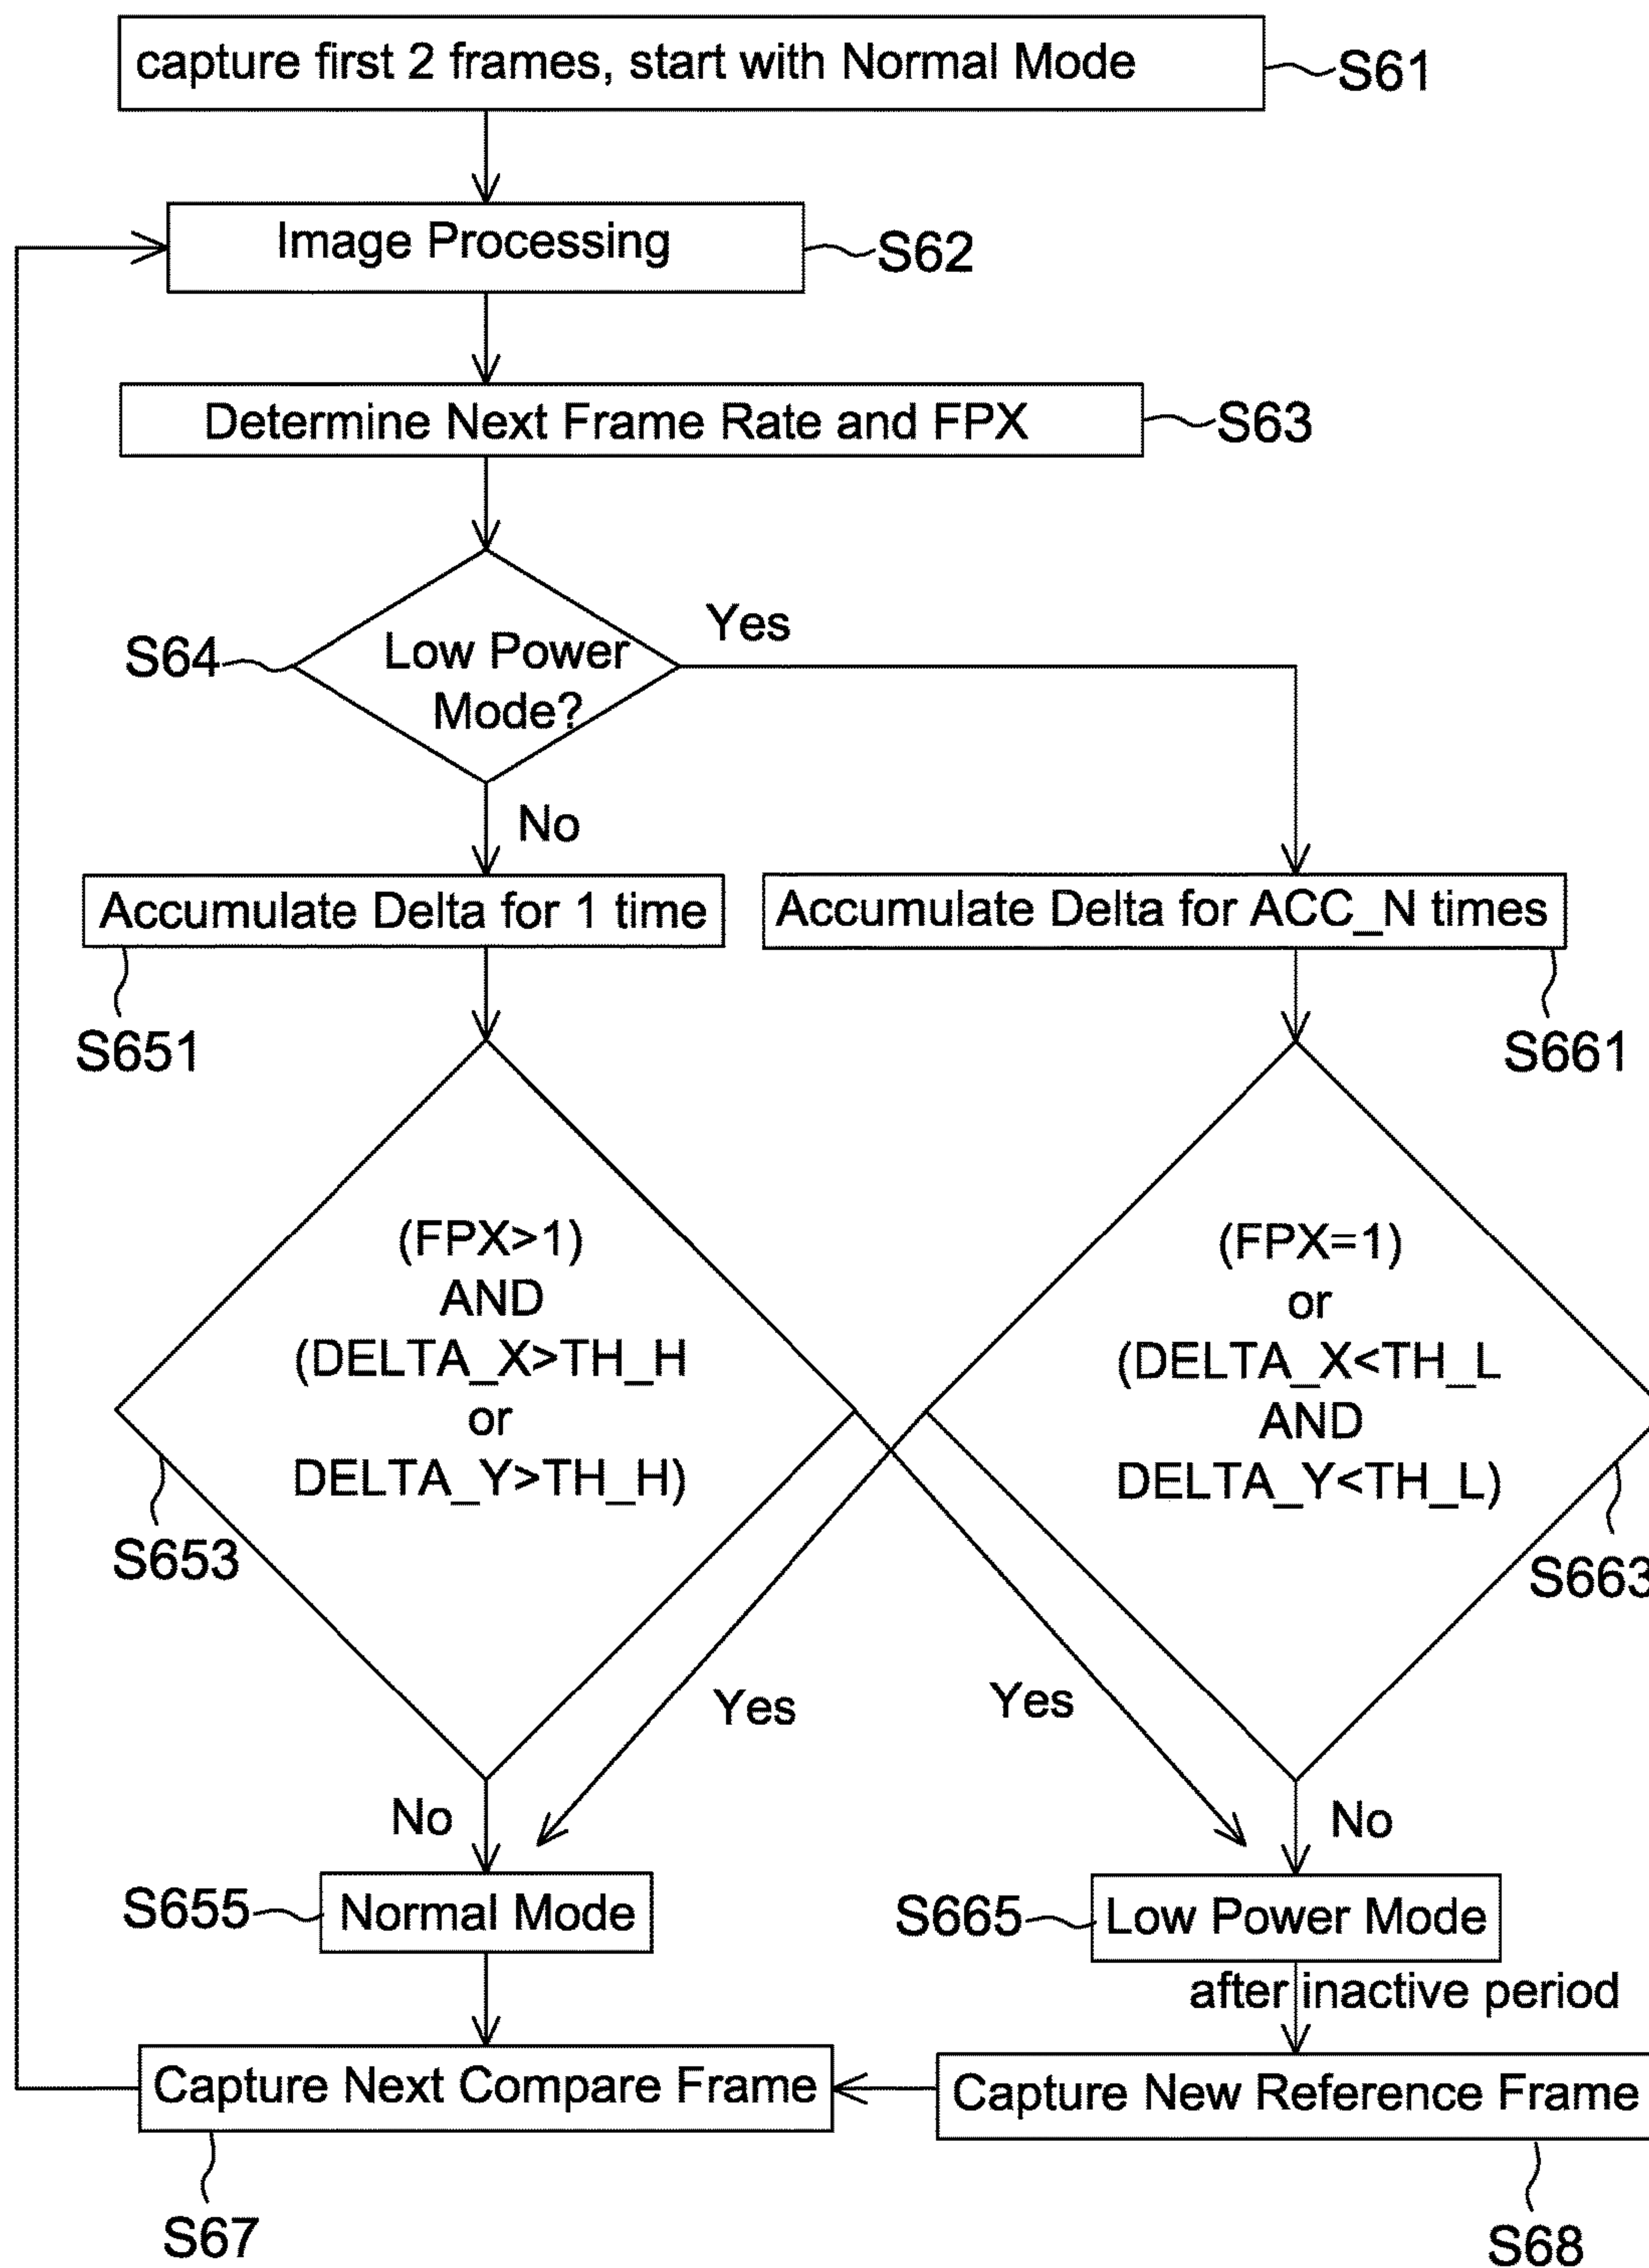 capture first 2 frames, start with Normal Mode
S61
Image Processing
S62
Determine Next Frame Rate and FPX
S63
Yes
S64
Low Power
Mode?
No
Accumulate Delta for 1 time
Accumulate Delta for ACC_N times
S651
S661
(FPX>1)
AND
(DELTA_X>TH_H
or
DELTA_Y>TH_H)
(FPX=1)
or
(DELTA_X<TH_L
AND
DELTA_Y<TH_L)
S653
S663
Yes
Yes
No
No
S655
Normal Mode
S665
Low Power Mode
after inactive period
Capture Next Compare Frame
Capture New Reference Frame
S67
S68